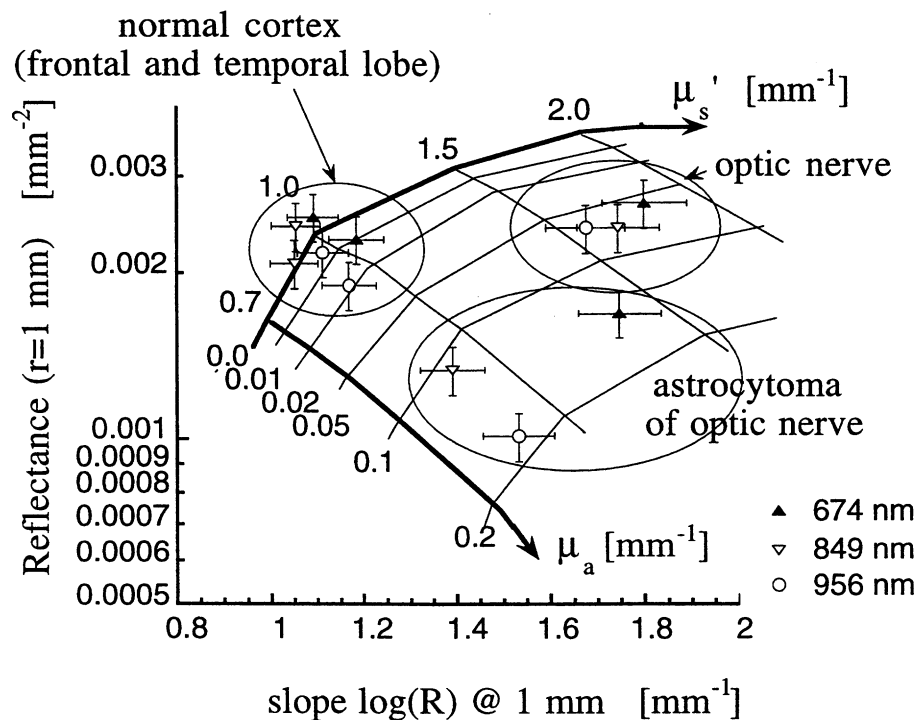 normal cortex
(frontal and temporal lobe)
μs' [mm-1]
2.0
1.5
optic nerve
1.0
0.7
0.0
0.01
0.02
0.05
0.1
0.2
astrocytoma
of optic nerve
μa [mm-1]
Reflectance (r=1 mm) [mm-2]
0.003
0.002
0.001
0.0009
0.0008
0.0007
0.0006
0.0005
0.8 1 1.2 1.4 1.6 1.8 2
674 nm
849 nm
956 nm
slope log(R) @ 1 mm [mm-1]